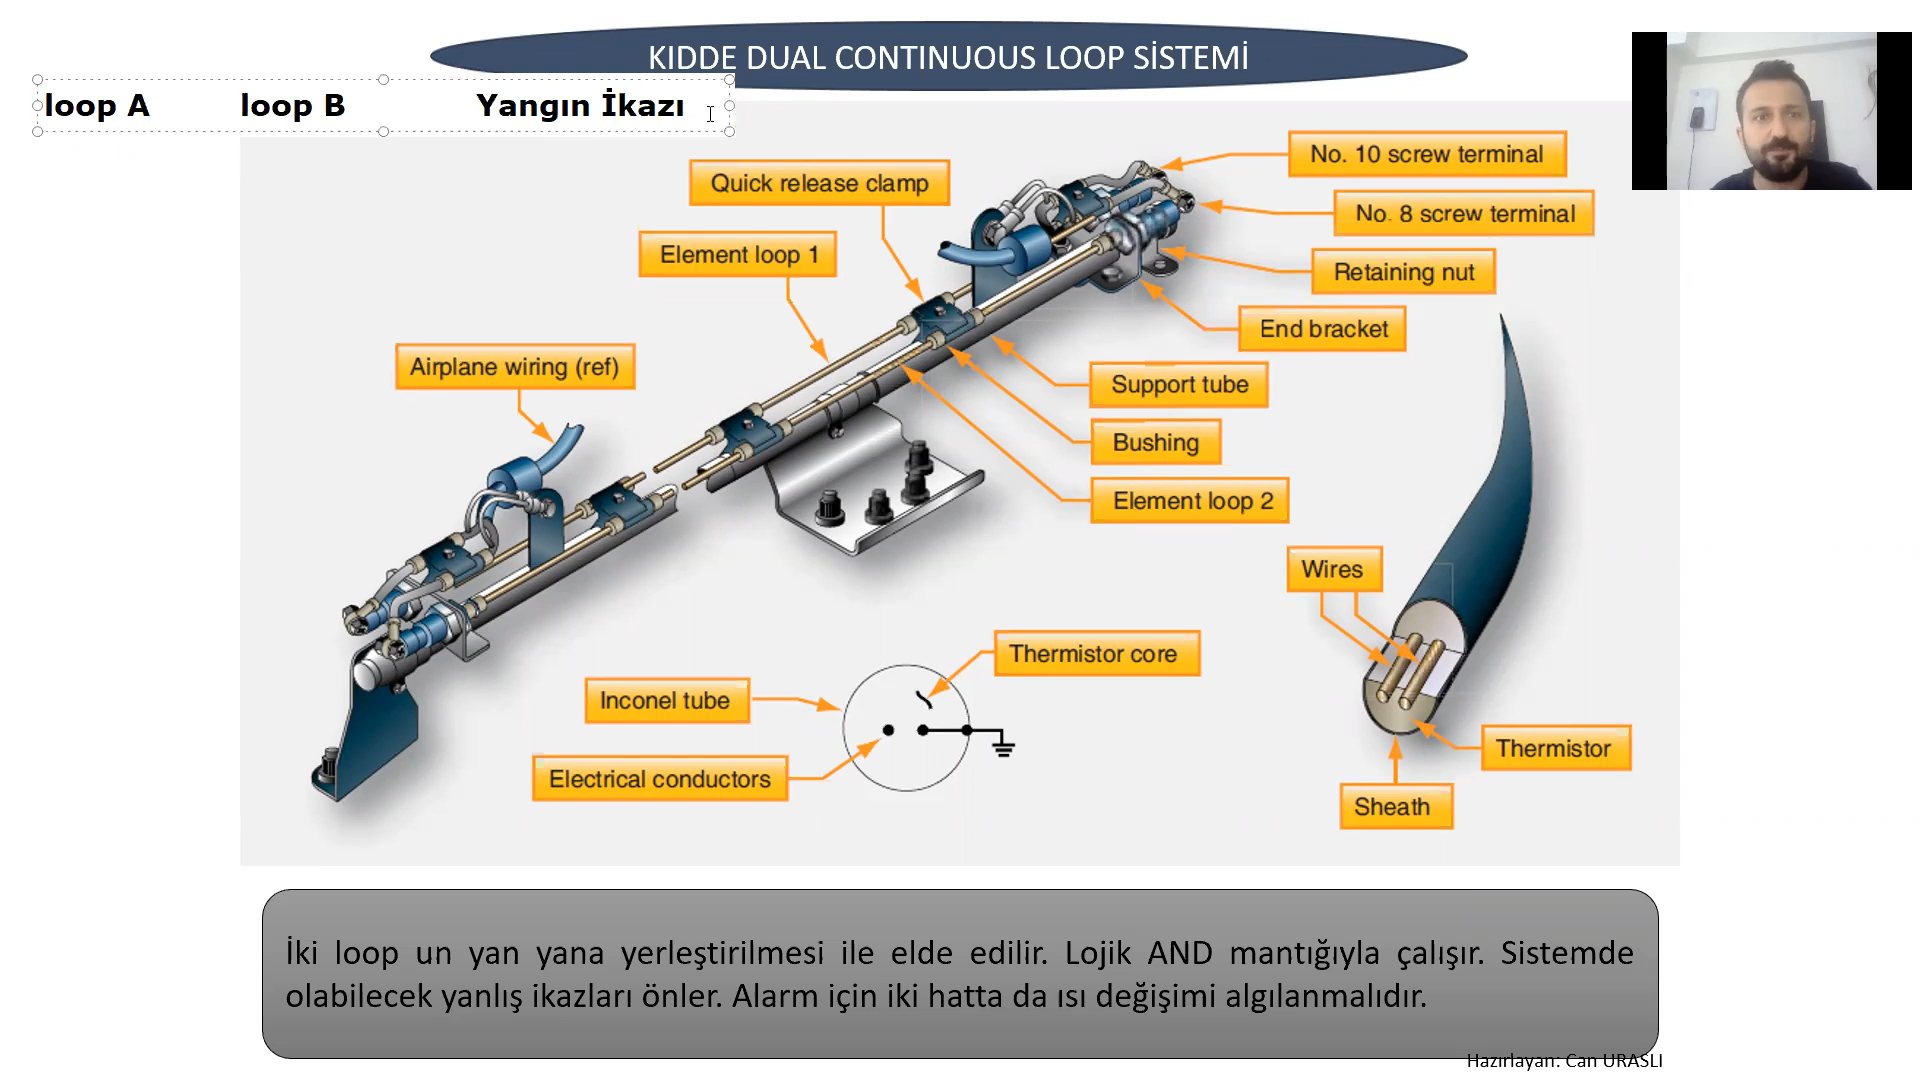 KIDDE DUAL CONTINUOUS LOOP SİSTEMİ
loop A loop B Yangın İkazı
No. 10 screw terminal
Quick release clamp
No. 8 screw terminal
Element loop 1
Retaining nut
End bracket
Airplane wiring (ref)
Support tube
Bushing
Element loop 2
Wires
Thermistor core
Inconel tube
Electrical conductors
Thermistor
Sheath
İki loop un yan yana yerleştirilmesi ile elde edilir. Lojik AND mantığıyla çalışır. Sistemde
olabilecek yanlış ikazları önler. Alarm için iki hatta da ısı değişimi algılanmalıdır.
Hazırlayan: Can URASLI